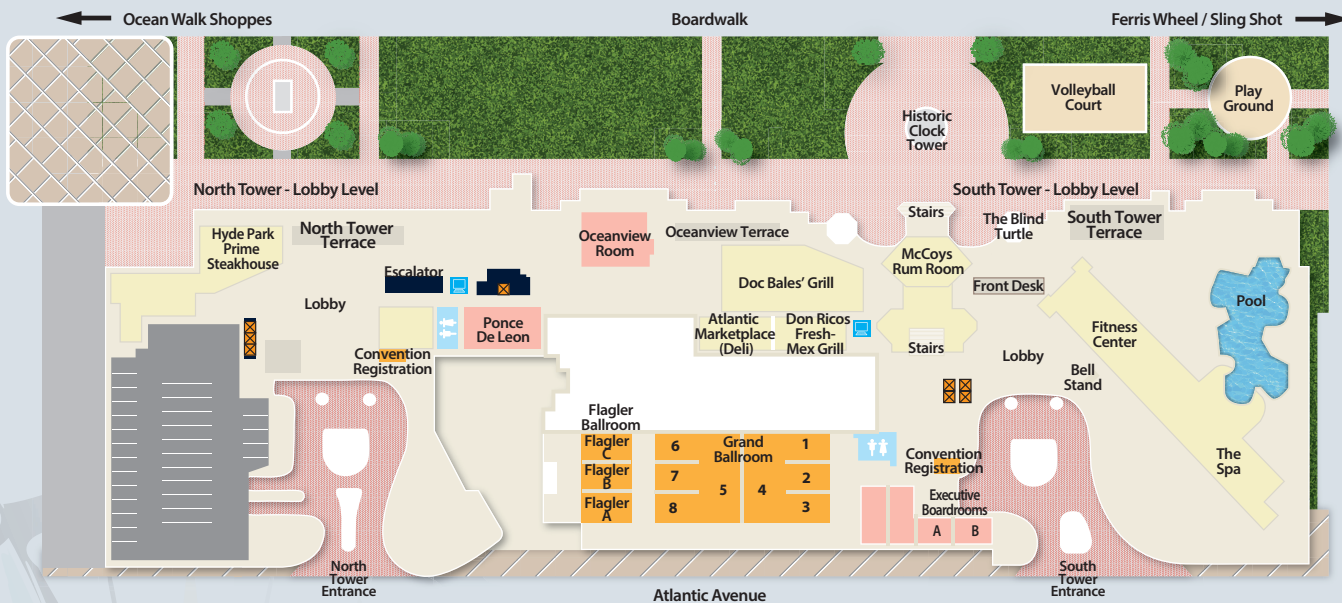 Ocean Walk Shoppes
Boardwalk
Ferris Wheel / Sling Shot
Volleyball
Court
Play
Ground
Historic
Clock
Tower
North Tower - Lobby Level
South Tower - Lobby Level
Hyde Park
Prime
Steakhouse
North Tower
Terrace
Oceanview
Room
Oceanview Terrace
Stairs
The Blind
Turtle
South Tower
Terrace
McCoys
Rum Room
Escalator
Doc Bales' Grill
Front Desk
Pool
Lobby
Ponce
De Leon
Atlantic
Marketplace
(Deli)
Don Ricos
Fresh-
Mex Grill
Stairs
Fitness
Center
Convention
Registration
Lobby
Bell
Stand
Flagler
Ballroom
Flagler
C
Flagler
B
Flagler
A
6
7
8
Grand
Ballroom
5
4
1
2
3
Convention
Registration
The
Spa
Executive
Boardrooms
A
B
North
Tower
Entrance
South
Tower
Entrance
Atlantic Avenue